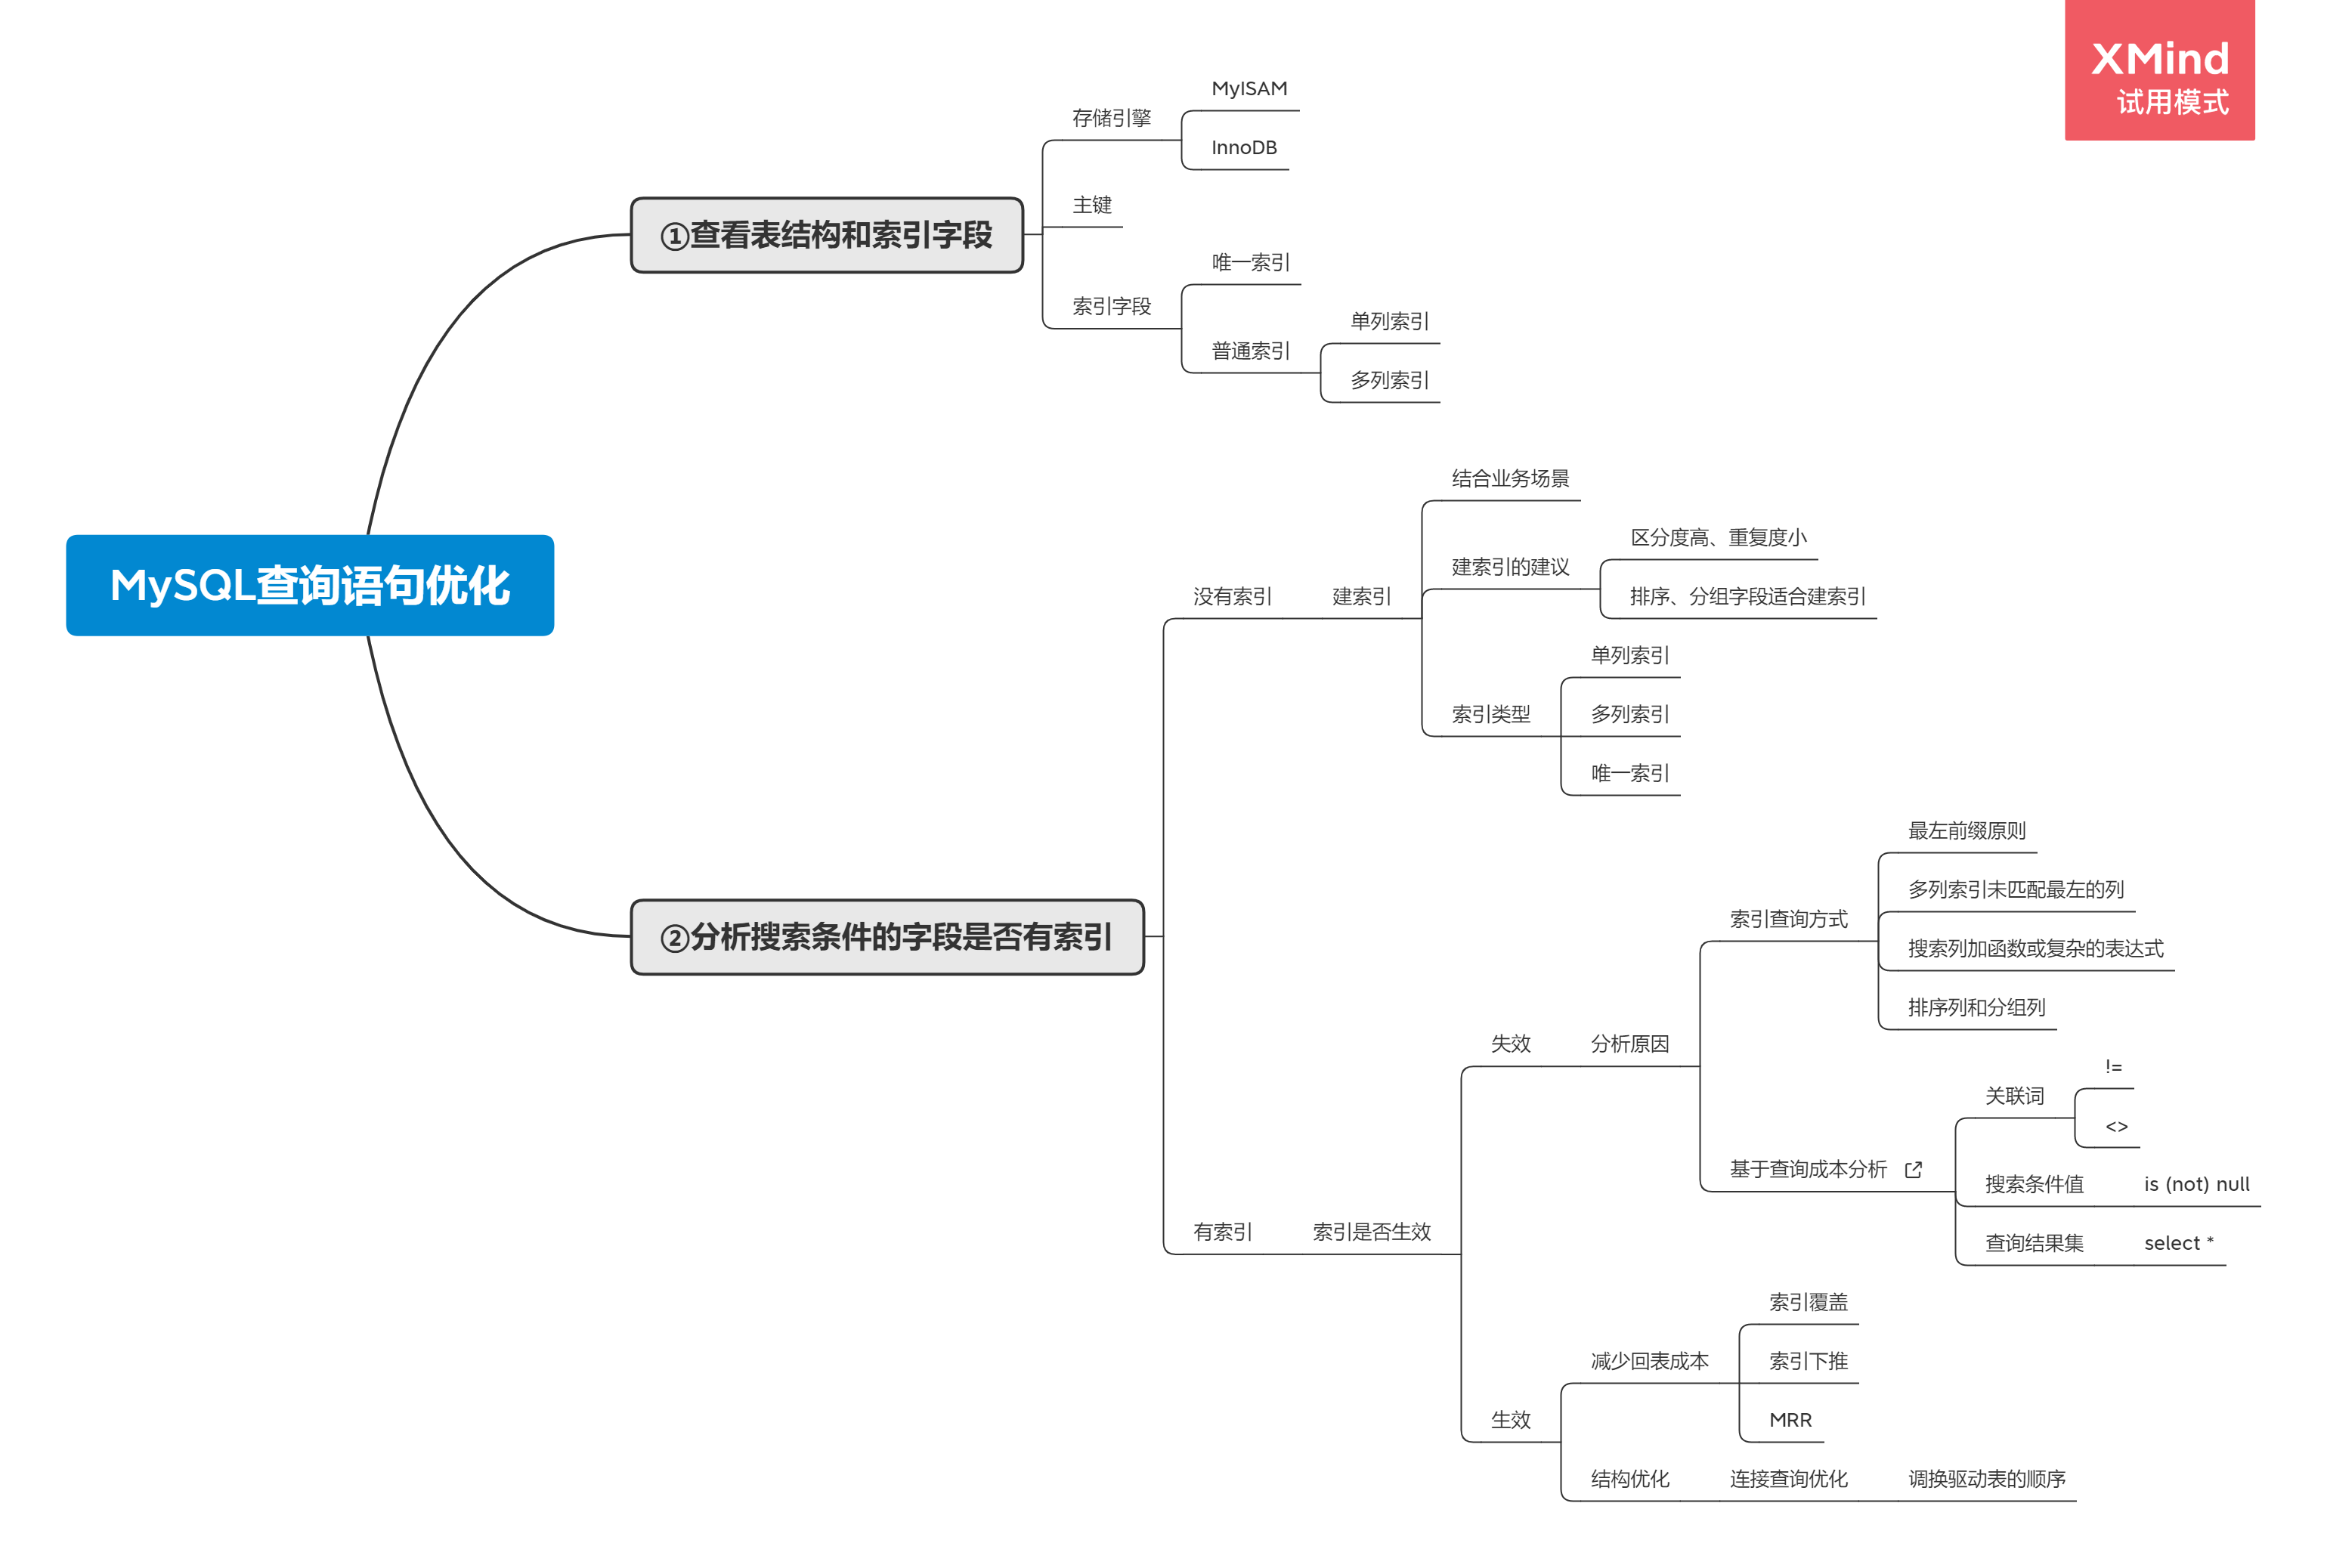 XMind
试用模式
MySQL查询语句优化
①查看表结构和索引字段
存储引擎
MyISAM
InnoDB
主键
索引字段
唯一索引
普通索引
单列索引
多列索引
②分析搜索条件的字段是否有索引
没有索引
建索引
结合业务场景
建索引的建议
区分度高、重复度小
排序、分组字段适合建索引
索引类型
单列索引
多列索引
唯一索引
有索引
索引是否生效
失效
分析原因
索引查询方式
最左前缀原则
多列索引未匹配最左的列
搜索列加函数或复杂的表达式
排序列和分组列
基于查询成本分析
关联词
!=
<>
搜索条件值
is (not) null
查询结果集
select *
生效
减少回表成本
索引覆盖
索引下推
MRR
结构优化
连接查询优化
调换驱动表的顺序